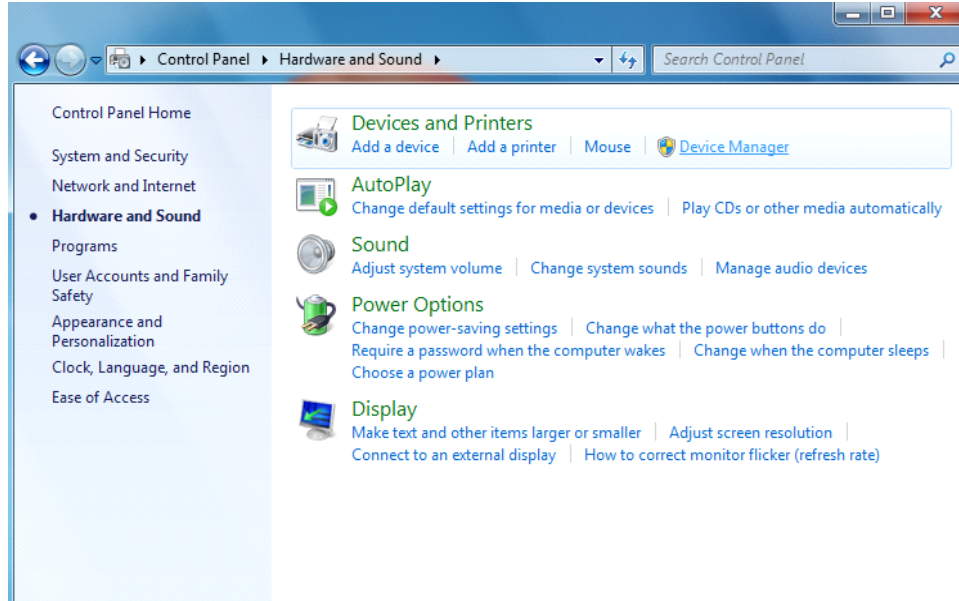 Control Panel Hardware and Sound Search Control Panel
Control Panel Home
System and Security
Network and Internet
Hardware and Sound
Programs
User Accounts and Family
Safety
Appearance and
Personalization
Clock, Language, and Region
Ease of Access
Devices and Printers
Add a device Add a printer Mouse Device Manager
AutoPlay
Change default settings for media or devices Play CDs or other media automatically
Sound
Adjust system volume Change system sounds Manage audio devices
Power Options
Change power-saving settings Change what the power buttons do
Require a password when the computer wakes Change when the computer sleeps
Choose a power plan
Display
Make text and other items larger or smaller Adjust screen resolution
Connect to an external display How to correct monitor flicker (refresh rate)